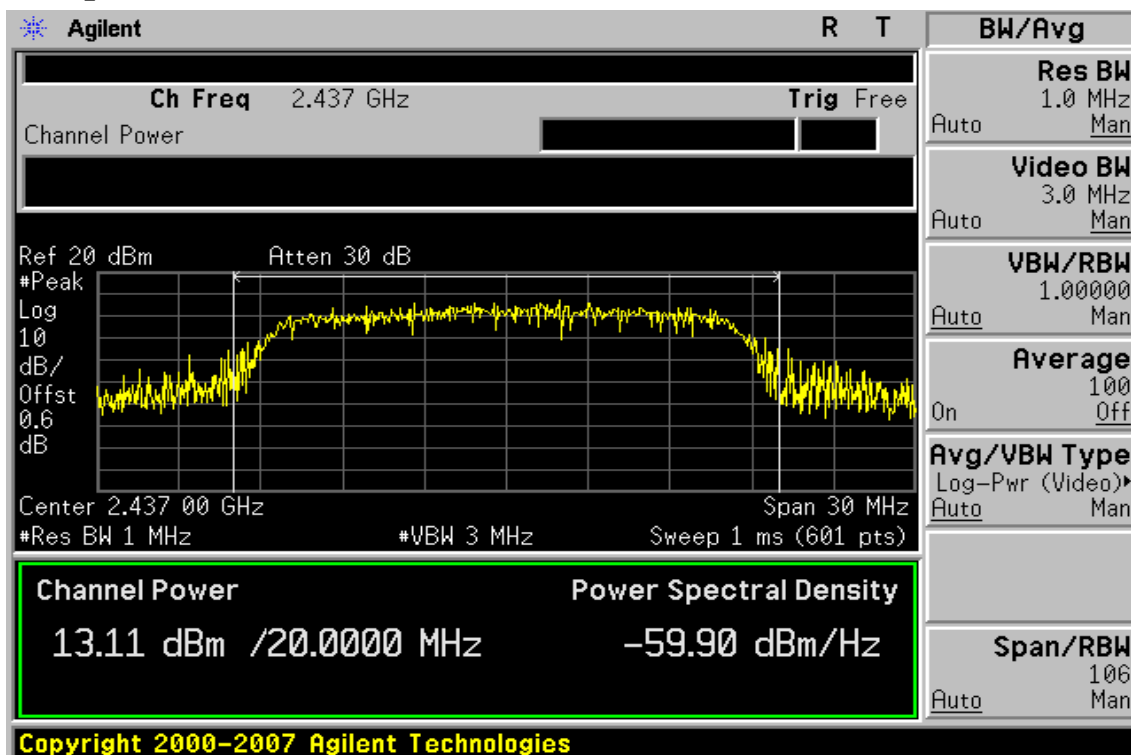 Agilent R T BW/Avg
Ch Freq 2.437 GHz Trig Free
Channel Power
Res BW
1.0 MHz
Auto Man
Video BW
3.0 MHz
Auto Man
Ref 20 dBm Atten 30 dB
#Peak
Log
10
dB/
Offst
0.6
dB
VBW/RBW
1.00000
Auto Man
Average
100
On Off
Avg/VBW Type
Log-Pwr (Video)
Auto Man
Center 2.437 00 GHz Span 30 MHz
#Res BW 1 MHz #VBW 3 MHz Sweep 1 ms (601 pts)
Channel Power Power Spectral Density
13.11 dBm /20.0000 MHz -59.90 dBm/Hz
Span/RBW
106
Auto Man
Copyright 2000-2007 Agilent Technologies